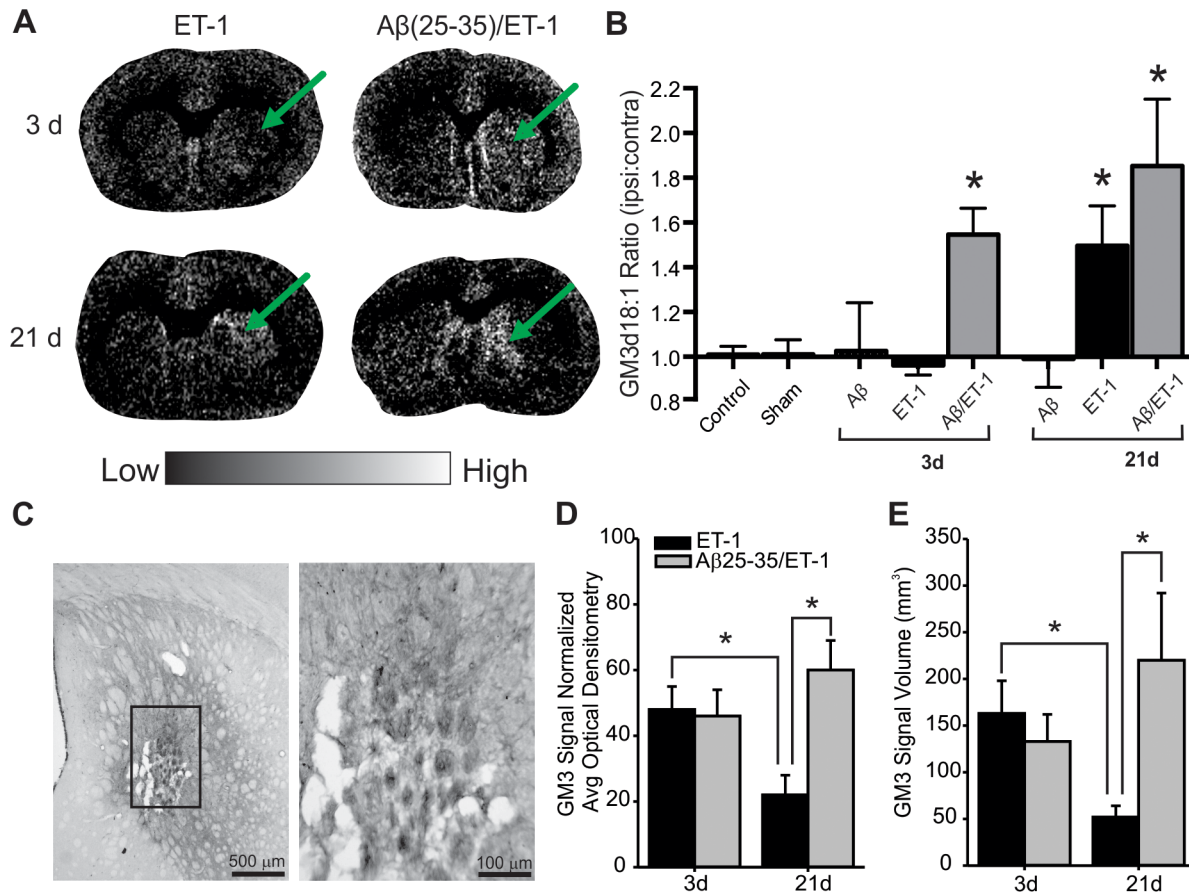 A
ET-1
Aβ(25-35)/ET-1
3 d
21 d
Low
High
B
GM3d18:1 Ratio (ipsi:contra)
2.2
2.0
1.8
1.6
1.4
1.2
1.0
0.8
*
*
*
Control
Sham
Aβ
ET-1
Aβ/ET-1
Aβ
ET-1
Aβ/ET-1
3d
21d
C
500 μm
100 μm
D
GM3 Signal Normalized
Avg Optical Densitometry
100
80
60
40
20
0
ET-1
Aβ25-35/ET-1
*
*
3d
21d
E
GM3 Signal Volume (mm³)
350
300
250
200
150
100
50
0
*
*
3d
21d